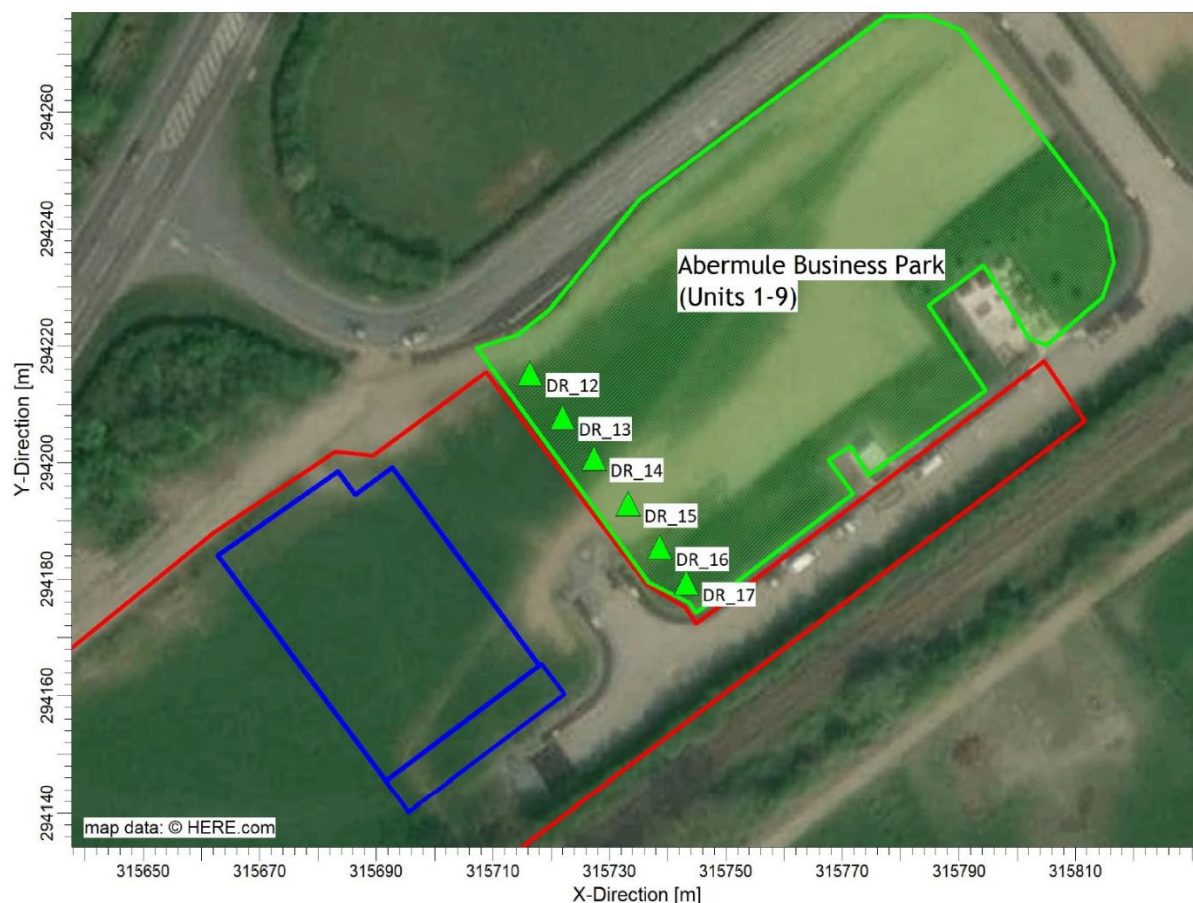 Y-Direction [m]
294260
294240
294220
294200
294180
294160
294140
Abermule Business Park
(Units 1-9)
DR_12
DR_13
DR_14
DR_15
DR_16
DR_17
map data: © HERE.com
315650 315670 315690 315710 315730 315750 315770 315790 315810
X-Direction [m]